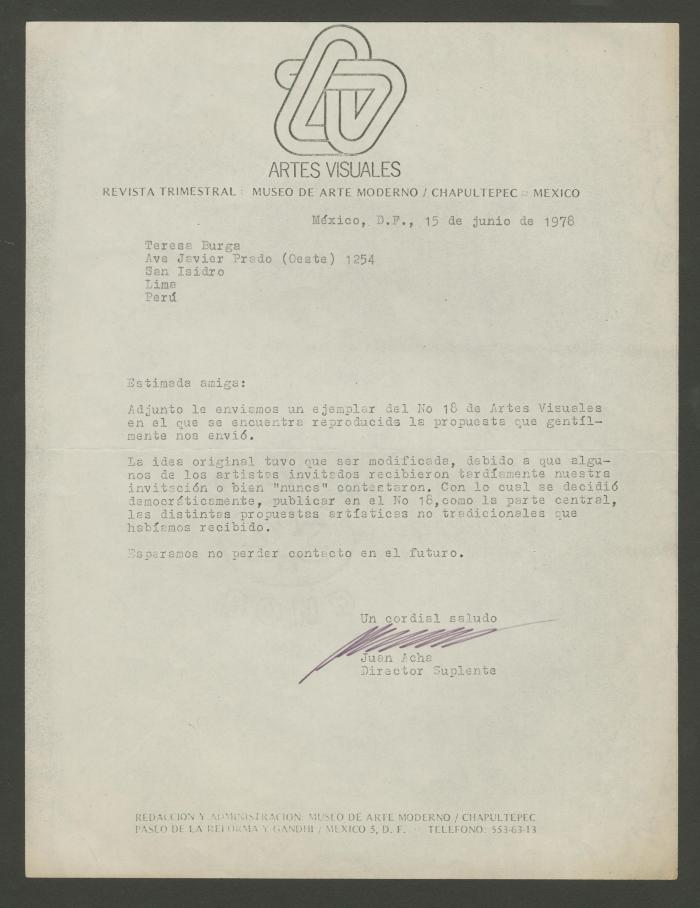 ARTES VISUALES
REVISTA TRIMESTRAL : MUSEO DE ARTE MODERNO / CHAPULTEPEC - MEXICO
México, D.F., 15 de junio de 1978
Teresa Burga
Ave Javier Prado (Oeste) 1254
San Isidro
Lima
Perú
Estimada amiga:
Adjunto le enviamos un ejemplar del No 18 de Artes Visuales
en el que se encuentra reproducida la propuesta que gentíl-
mente nos envió.
La idea original tuvo que ser modificada, debido a que algu-
nos de los artistas invitados recibieron tardíamente nuestra
invitación o bien "nunca" contestaron. Con lo cual se decidió
democráticamente, publicar en el No 18,como la parte central,
las distintas propuestas artísticas no tradicionales que
habíamos recibido.
Esperamos no perder contacto en el futuro.
Un cordial saludo
Juan Acha
Director Suplente
REDACCION Y ADMINISTRACION: MUSEO DE ARTE MODERNO / CHAPULTEPEC
PASEO DE LA REFORMA Y GANDHI / MEXICO 5, D. F. - TELEFONO: 553-63-13